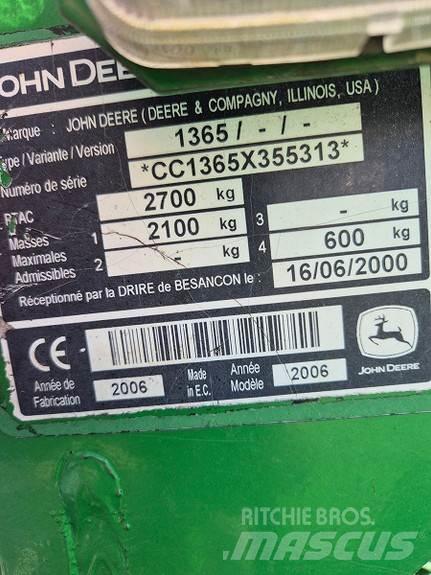 JOHN DEERE
Marque : JOHN DEERE ( DEERE & COMPAGNY, ILLINOIS, USA )
Type / Variante / Version 1365 / - / -
Numéro de série *CC1365X355313*
PTAC 2700 kg 3 - kg
Masses 1 2100 kg 4 600 kg
Maximales
Admissibles 2 - kg
Réceptionné par la DRIRE de BESANCON le : 16/06/2000
CE
Année de Fabrication 2006 Made in E.C. Année Modèle 2006
JOHN DEERE
RITCHIE BROS.
MASCUS